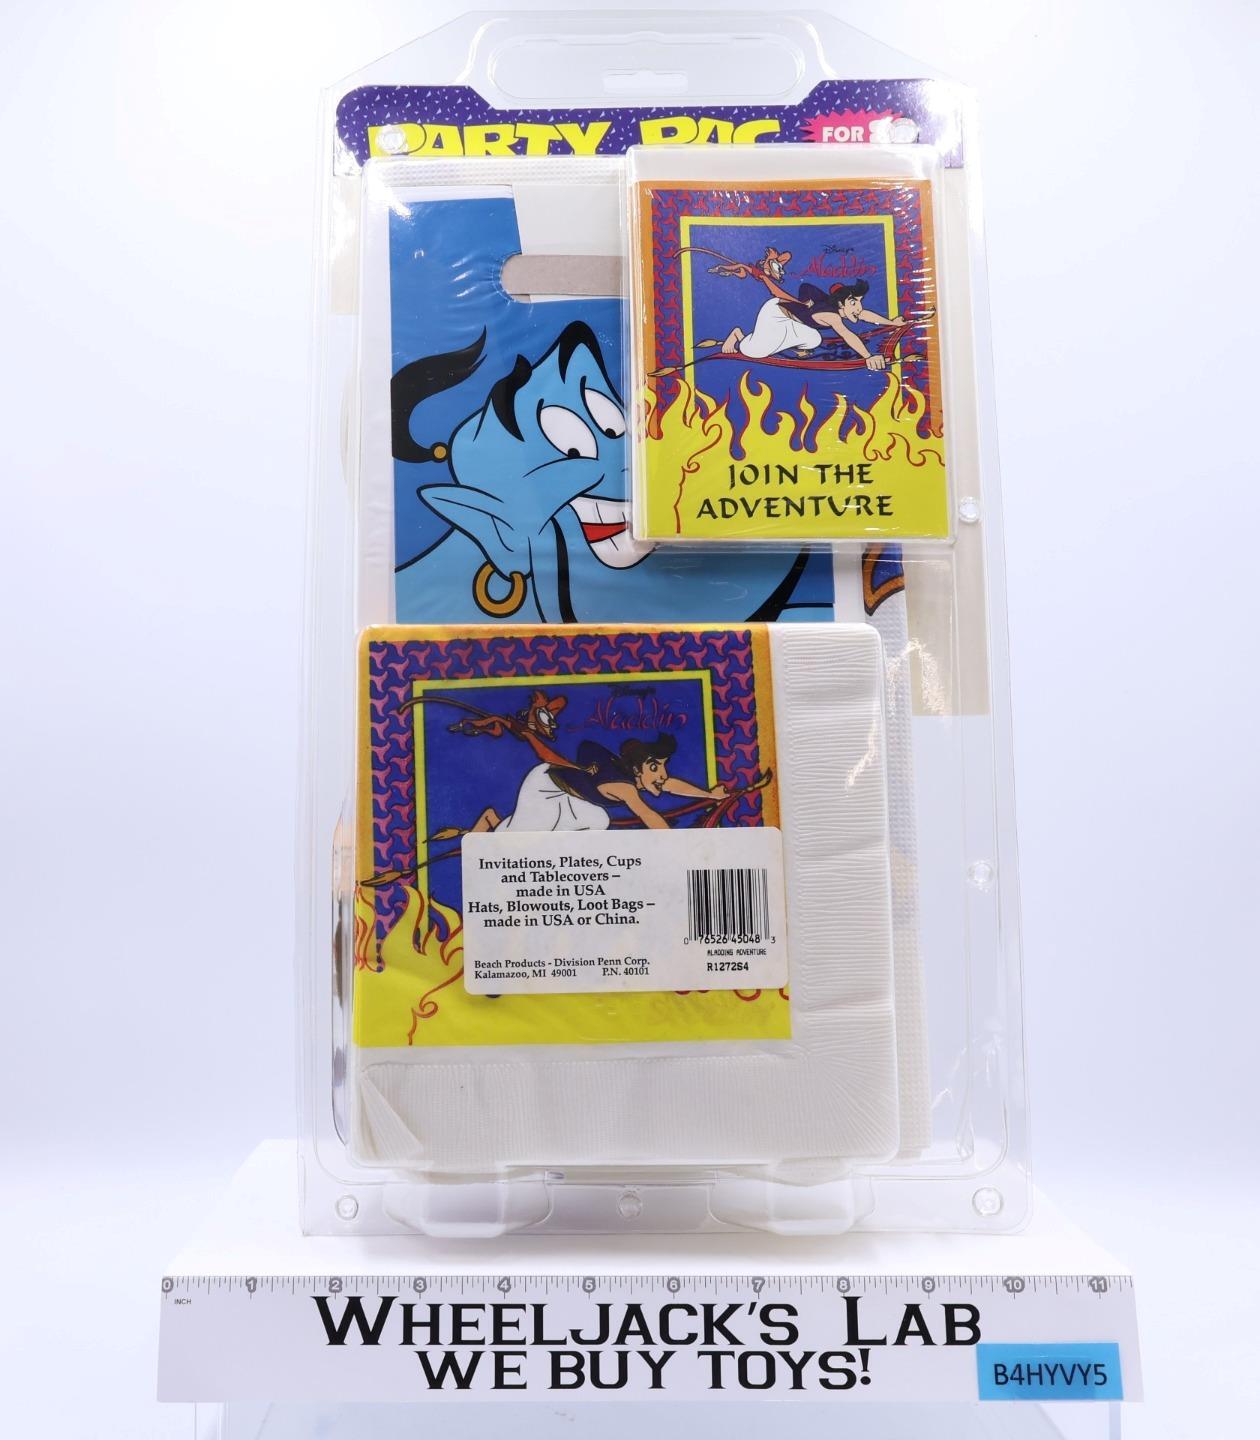 PARTY PAC
FOR 8
Disney's
Aladdin
JOIN THE
ADVENTURE
Disney's
Aladdin
Invitations, Plates, Cups
and Tablecovers –
made in USA
Hats, Blowouts, Loot Bags –
made in USA or China.
Beach Products - Division Penn Corp.
Kalamazoo, MI 49001 P.N. 40101
0 76526 45048 3
ALADDINS ADVENTURE
R127264
0 1 2 3 4 5 6 7 8 9 10 11
INCH
WHEELJACK'S LAB
WE BUY TOYS!
B4HYVY5